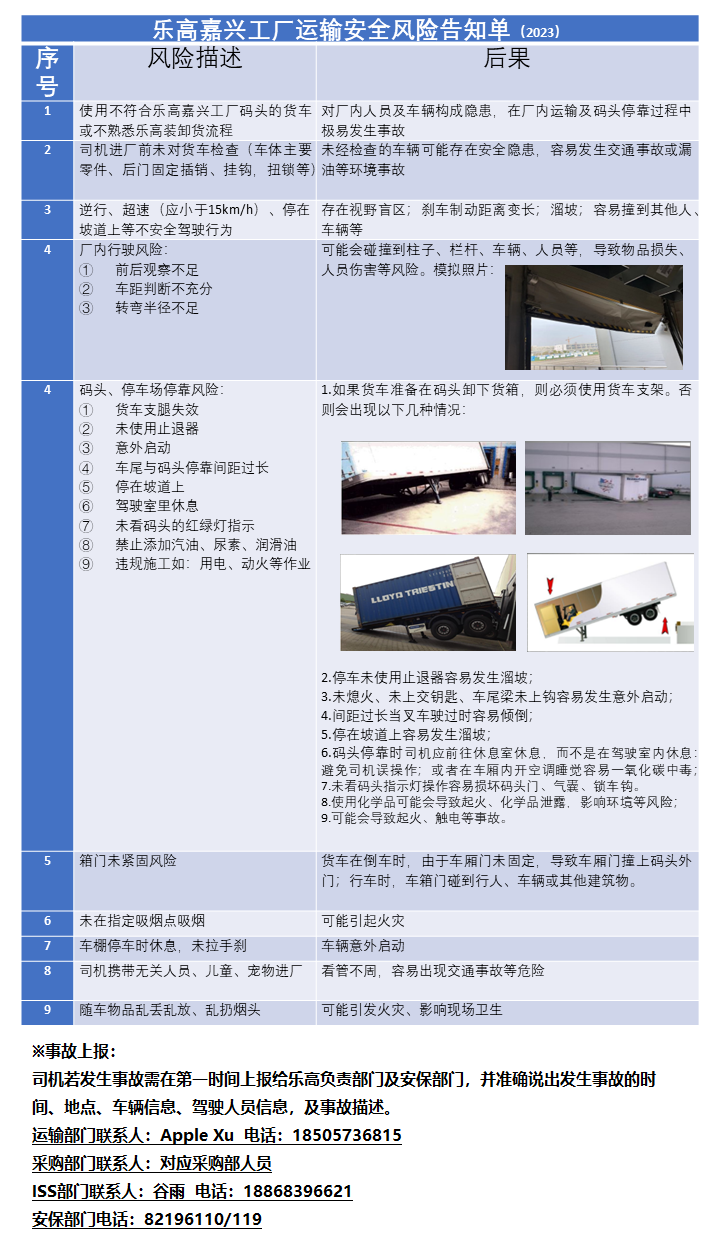 乐高嘉兴工厂运输安全风险告知单（2023）
序号 风险描述 后果
1 使用不符合乐高嘉兴工厂码头的货车 对厂内人员及车辆构成隐患，在厂内运输及码头停靠过程中
或不熟悉乐高装卸货流程 极易发生事故
2 司机进厂前未对货车检查（车体主要 未经检查的车辆可能存在安全隐患，容易发生交通事故或漏
零件、后门固定插销、挂钩，扭锁等） 油等环境事故
3 逆行、超速（应小于15km/h）、停在 存在视野盲区；刹车制动距离变长；溜坡；容易撞到其他人、
坡道上等不安全驾驶行为 车辆等
4 厂内行驶风险： 可能会碰撞到柱子、栏杆、车辆、人员等，导致物品损失、
① 前后观察不足 人员伤害等风险。模拟照片：
② 车距判断不充分
③ 转弯半径不足
4 码头、停车场停靠风险： 1.如果货车准备在码头卸下货箱，则必须使用货车支架。否
① 货车支腿失效 则会出现以下几种情况：
② 未使用止退器
③ 意外启动
④ 车尾与码头停靠间距过长
⑤ 停在坡道上
⑥ 驾驶室里休息
⑦ 未看码头的红绿灯指示
⑧ 禁止添加汽油、尿素、润滑油
⑨ 违规施工如：用电、动火等作业
LLOYD TRIESTIN
2.停车未使用止退器容易发生溜坡；
3.未熄火、未上交钥匙、车尾梁未上钩容易发生意外启动；
4.间距过长当叉车驶过时容易倾倒；
5.停在坡道上容易发生溜坡；
6.码头停靠时司机应前往休息室休息，而不是在驾驶室内休息：
避免司机误操作；或者在车厢内开空调睡觉容易一氧化碳中毒；
7.未看码头指示灯操作容易损坏码头门、气囊、锁车钩。
8.使用化学品可能会导致起火、化学品泄露，影响环境等风险；
9.可能会导致起火、触电等事故。
5 箱门未紧固风险 货车在倒车时，由于车厢门未固定，导致车厢门撞上码头外
门；行车时，车箱门碰到行人、车辆或其他建筑物。
6 未在指定吸烟点吸烟 可能引起火灾
7 车棚停车时休息，未拉手刹 车辆意外启动
8 司机携带无关人员、儿童、宠物进厂 看管不周，容易出现交通事故等危险
9 随车物品乱丢乱放、乱扔烟头 可能引发火灾、影响现场卫生
※事故上报：
司机若发生事故需在第一时间上报给乐高负责部门及安保部门，并准确说出发生事故的时
间、地点、车辆信息、驾驶人员信息，及事故描述。
运输部门联系人：Apple Xu 电话：18505736815
采购部门联系人：对应采购部人员
ISS部门联系人：谷雨 电话：18868396621
安保部门电话：82196110/119